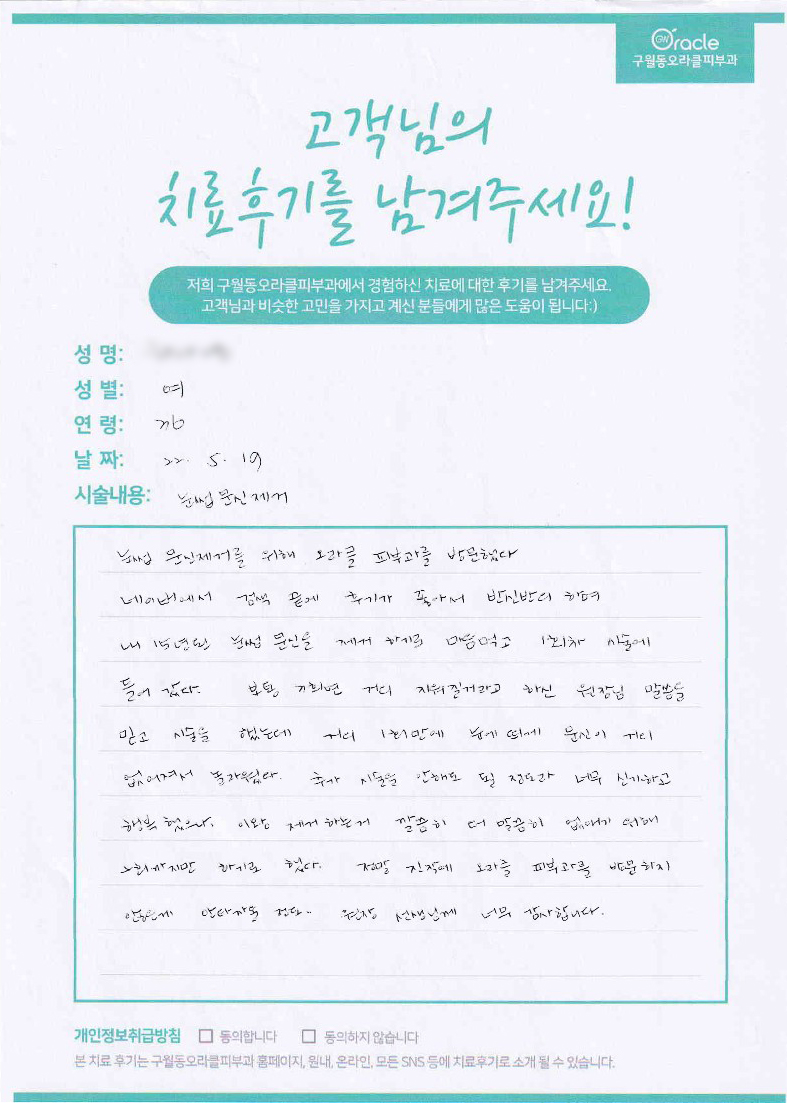 GN Oracle
구월동오라클피부과
고객님의
치료후기를 남겨주세요!
저희 구월동오라클피부과에서 경험하신 치료에 대한 후기를 남겨주세요.
고객님과 비슷한 고민을 가지고 계신 분들에게 많은 도움이 됩니다:)
성 명:
성 별: 여
연 령:
날 짜: 22. 5. 19
시술내용: 눈썹 문신제거
눈썹 문신제거를 위해 오라클 피부과를 방문했다
네이버에서 검색 끝에 후기가 좋아서 반신반의 하며
내 15년된 눈썹 문신을 제거 하기로 마음먹고 1회차 시술에
들어 갔다. 보통 기회면 거의 지워질거라고 하신 원장님 말씀을
믿고 시술을 했는데 거의 1회만에 눈에 띄게 문신이 거의
없어져서 놀라웠다. 추가 시술을 안해도 될 정도라 너무 신기하고
행복했으나, 이왕 제거하는거 깔끔히 더 말끔히 없애기 위해
2회까지만 하기로 했다. 정말 진작에 오라클 피부과를 방문하지
않은게 안타까울 정도.. 원장 선생님께 너무 감사합니다.
개인정보취급방침 □ 동의합니다 □ 동의하지 않습니다
본 치료 후기는 구월동오라클피부과 홈페이지, 원내, 온라인, 모든 SNS 등에 치료후기로 소개 될 수 있습니다.